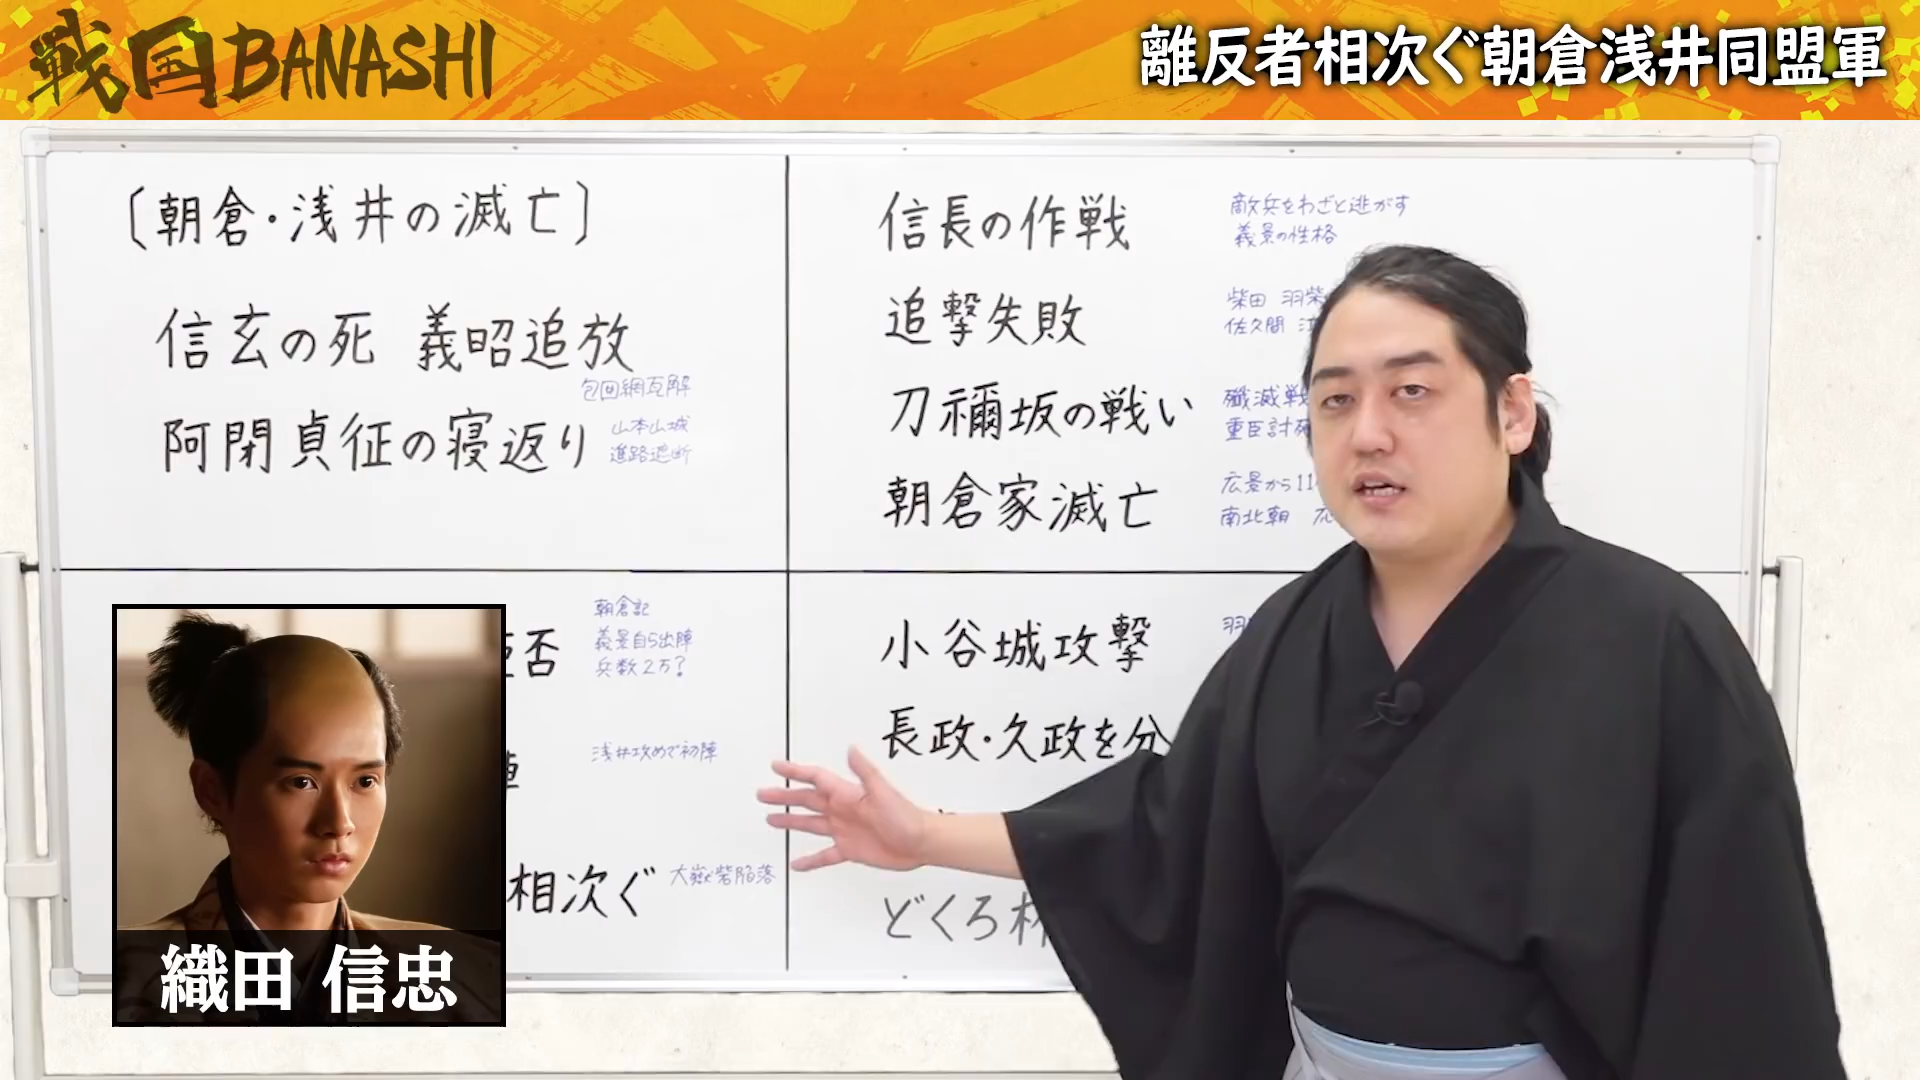 戦国BANASHI
離反者相次ぐ朝倉浅井同盟軍
〔朝倉・浅井の滅亡〕
信玄の死 義昭追放
包囲網瓦解
阿閉貞征の寝返り
山本山城
進路遮断
信長の作戦
敵兵をわざと逃がす
義景の性格
追撃失敗
柴田 羽柴
佐久間
刀禰坂の戦い
殲滅戦
重臣討死
朝倉家滅亡
広景から11
南北朝
否
朝倉記
義景自ら出陣
兵数2万?
浅井攻めで初陣
相次ぐ
大嶽砦陥落
小谷城攻撃
羽
長政・久政を分
どくろ杯
織田 信忠